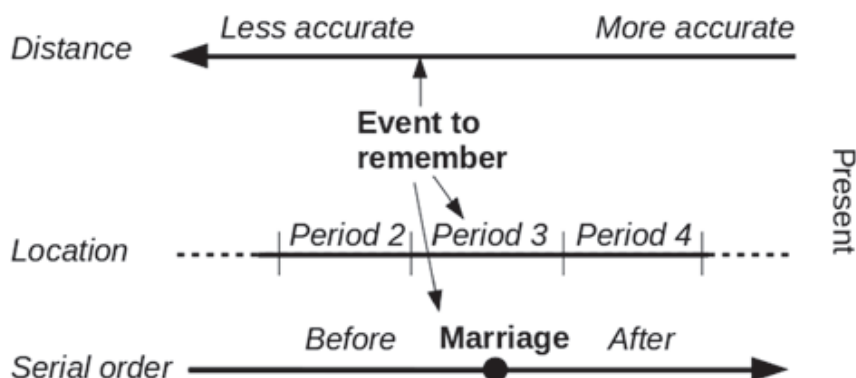 Less accurate More accurate
Distance
Event to
remember
Present
Period 2 Period 3 Period 4
Location
Before Marriage After
Serial order